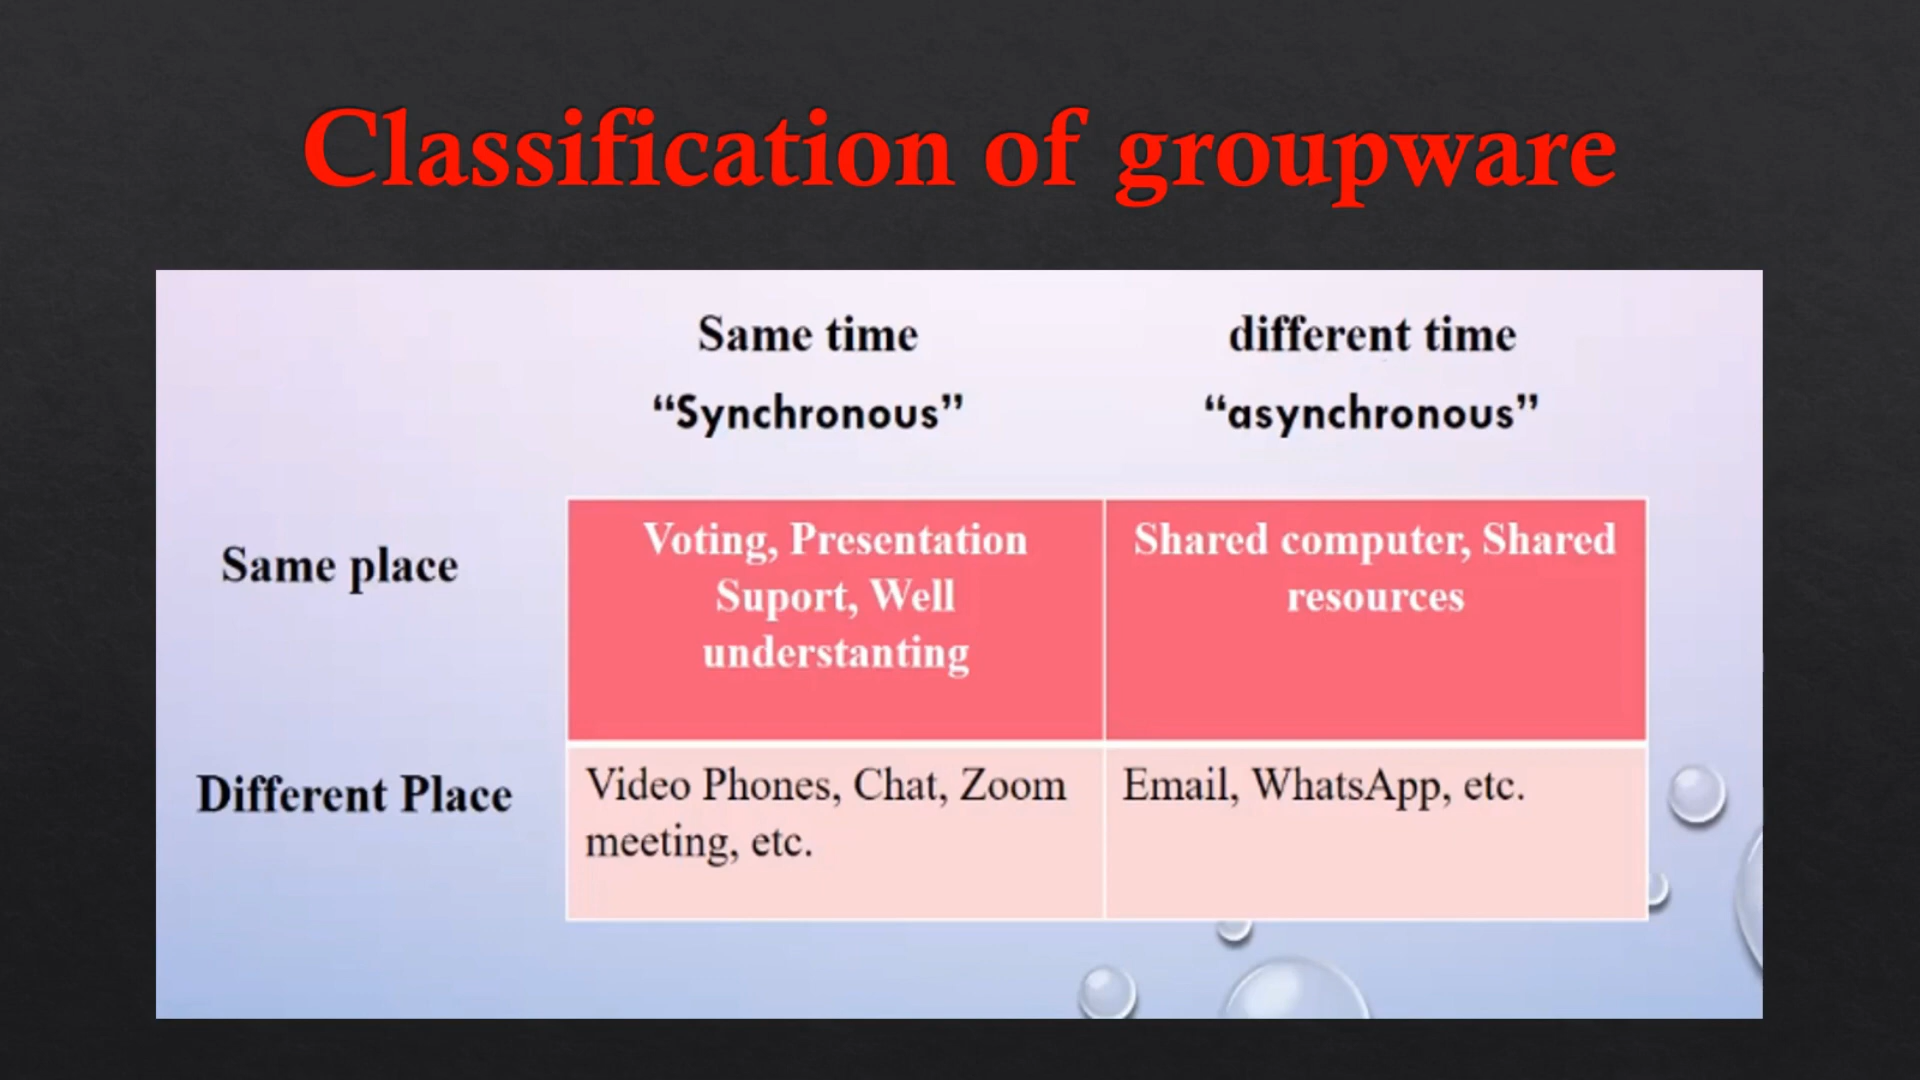 Classification of groupware
Same time
different time
“Synchronous”
“asynchronous”
Same place
Voting, Presentation
Suport, Well
understanting
Shared computer, Shared
resources
Different Place
Video Phones, Chat, Zoom
meeting, etc.
Email, WhatsApp, etc.